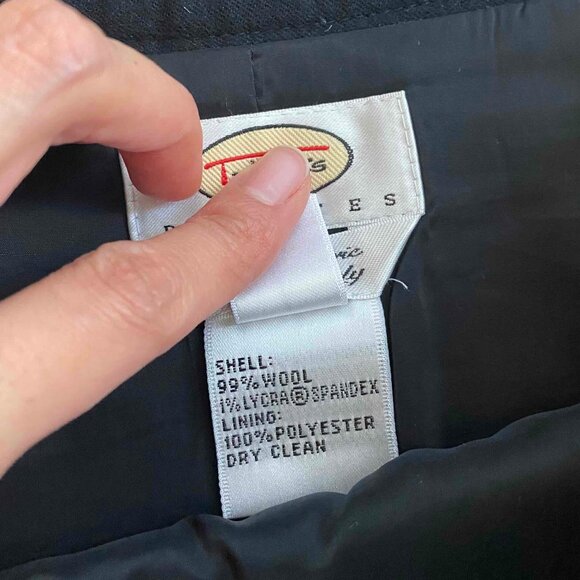 E S
SHELL:
99% WOOL
1% LYCRA® SPANDEX
LINING:
100% POLYESTER
DRY CLEAN